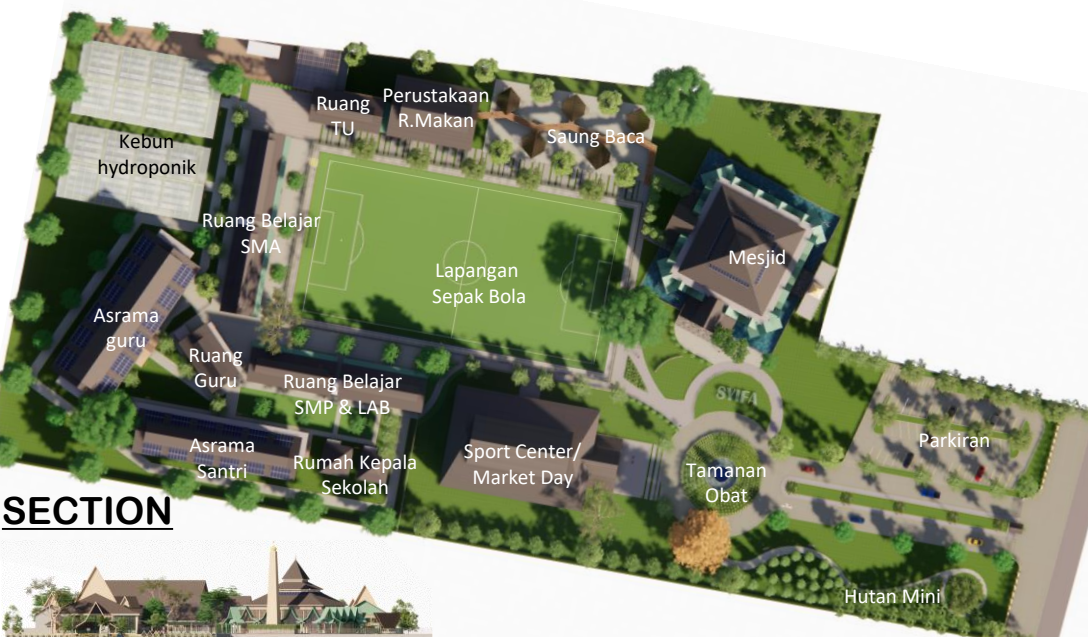 Ruang
TU
Perustakaan
R.Makan
Saung Baca
Kebun
hydroponik
Ruang Belajar
SMA
Mesjid
Lapangan
Sepak Bola
Asrama
guru
Ruang
Guru
Ruang Belajar
SMP & LAB
SYIFA
Asrama
Santri
Rumah Kepala
Sekolah
Sport Center/
Market Day
Tamanan
Obat
Parkiran
Hutan Mini
SECTION